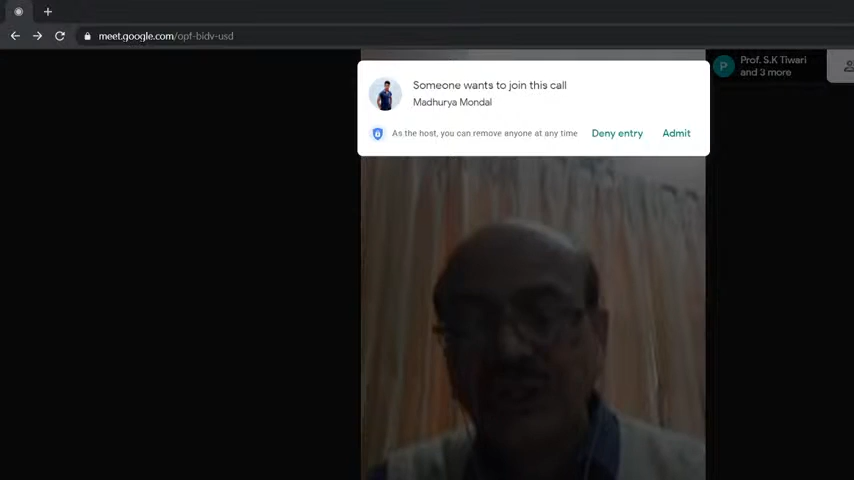 meet.google.com/opf-bidv-usd
Someone wants to join this call
Madhurya Mondal
As the host, you can remove anyone at any time
Deny entry
Admit
P
Prof. S.K Tiwari
and 3 more